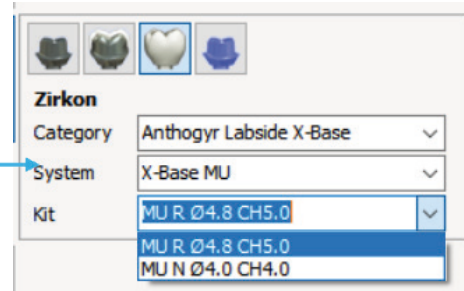 Zirkon
Category Anthogyr Labside X-Base
System X-Base MU
Kit MU R Ø4.8 CH5.0
MU R Ø4.8 CH5.0
MU N Ø4.0 CH4.0